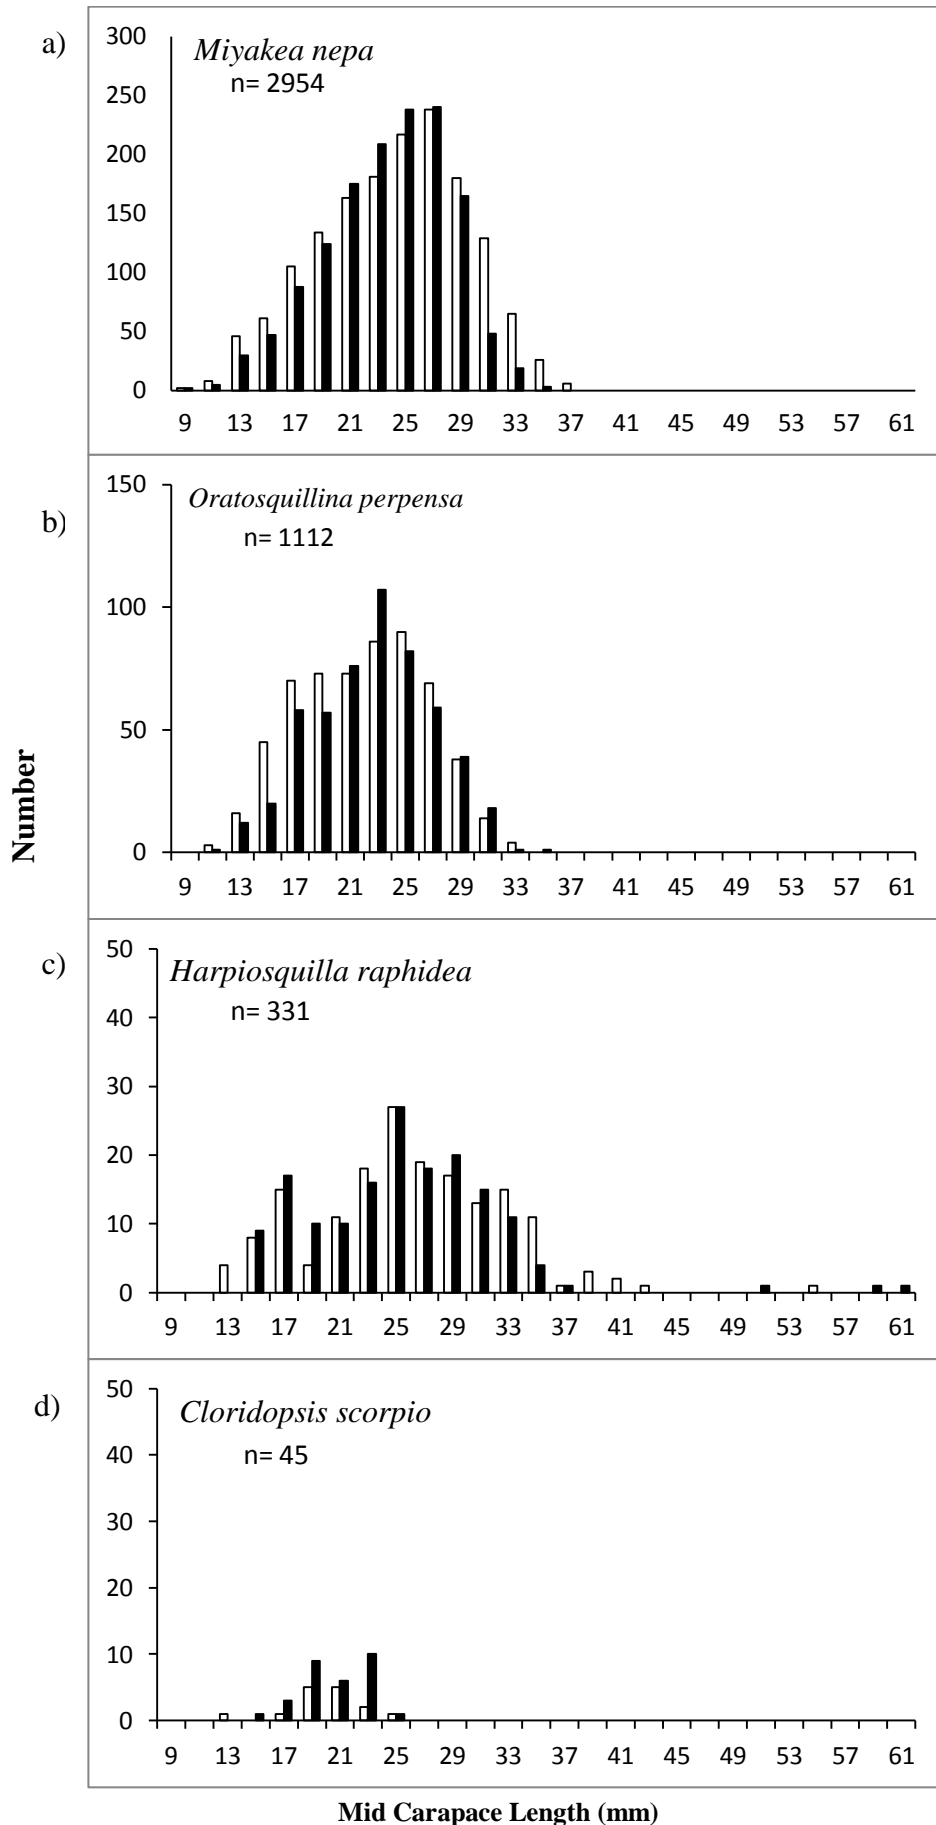 a)
Miyakea nepa
n= 2954
300
250
200
150
100
50
0
9 13 17 21 25 29 33 37 41 45 49 53 57 61
b)
Oratosquillina perpensa
n= 1112
150
100
50
0
9 13 17 21 25 29 33 37 41 45 49 53 57 61
Number
c)
Harpiosquilla raphidea
n= 331
50
40
30
20
10
0
9 13 17 21 25 29 33 37 41 45 49 53 57 61
d)
Cloridopsis scorpio
n= 45
50
40
30
20
10
0
9 13 17 21 25 29 33 37 41 45 49 53 57 61
Mid Carapace Length (mm)